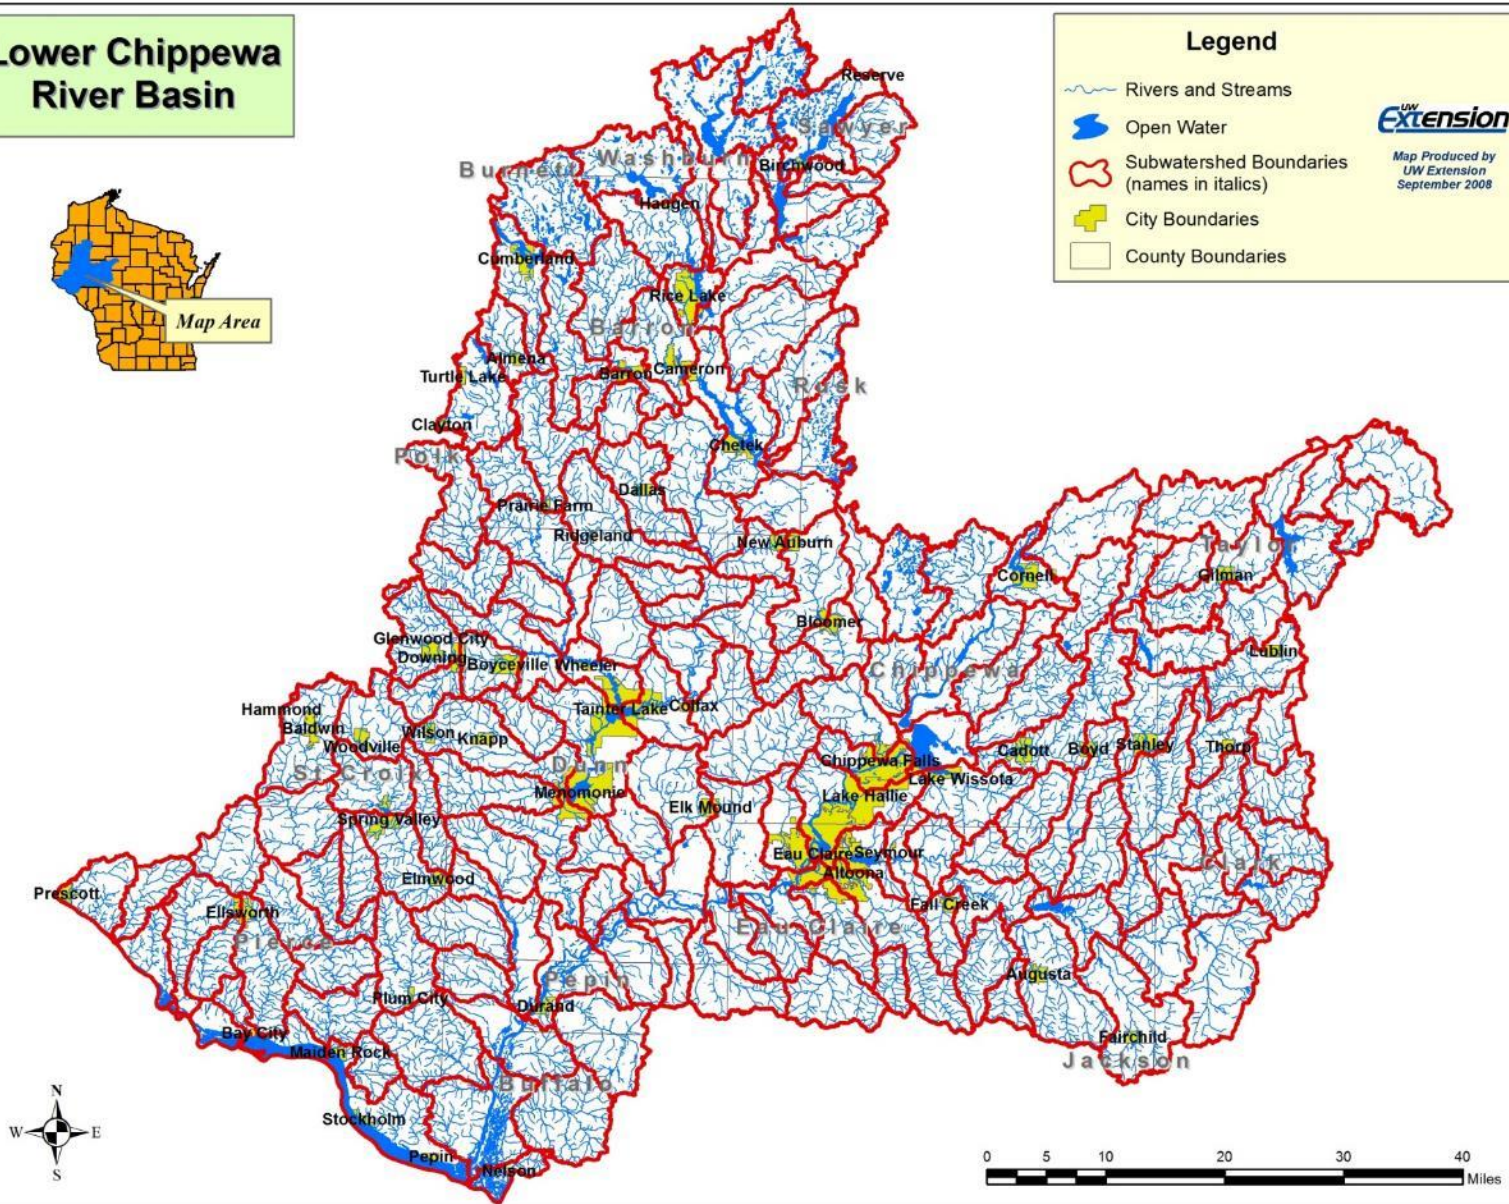 Lower Chippewa
River Basin
Map Area
Legend
Rivers and Streams
Open Water
Subwatershed Boundaries
(names in italics)
City Boundaries
County Boundaries
UW
Extension
Map Produced by
UW Extension
September 2008
Reserve
Sawyer
Washburn
Birchwood
Burnett
Haugen
Cumberland
Rice Lake
Barron
Almena
Turtle Lake
Barron
Cameron
Rusk
Clayton
Polk
Chetek
Dallas
Prairie Farm
Ridgeland
New Auburn
Taylor
Cornell
Gilman
Bloomer
Glenwood City
Downing
Boyceville
Wheeler
Chippewa
Lublin
Hammond
Baldwin
Woodville
Wilson
Knapp
Tainter Lake
Colfax
Cadott
Boyd
Stanley
Thorp
St. Croix
Dunn
Chippewa Falls
Lake Wissota
Menomonie
Elk Mound
Lake Hallie
Spring Valley
Eau Claire
Seymour
Altoona
Clark
Prescott
Elmwood
Ellsworth
Fall Creek
Pierce
Eau Claire
Pepin
Augusta
Plum City
Durand
Bay City
Maiden Rock
Fairchild
Jackson
Buffalo
Stockholm
Pepin
Nelson
N
W
E
S
0 5 10 20 30 40
Miles